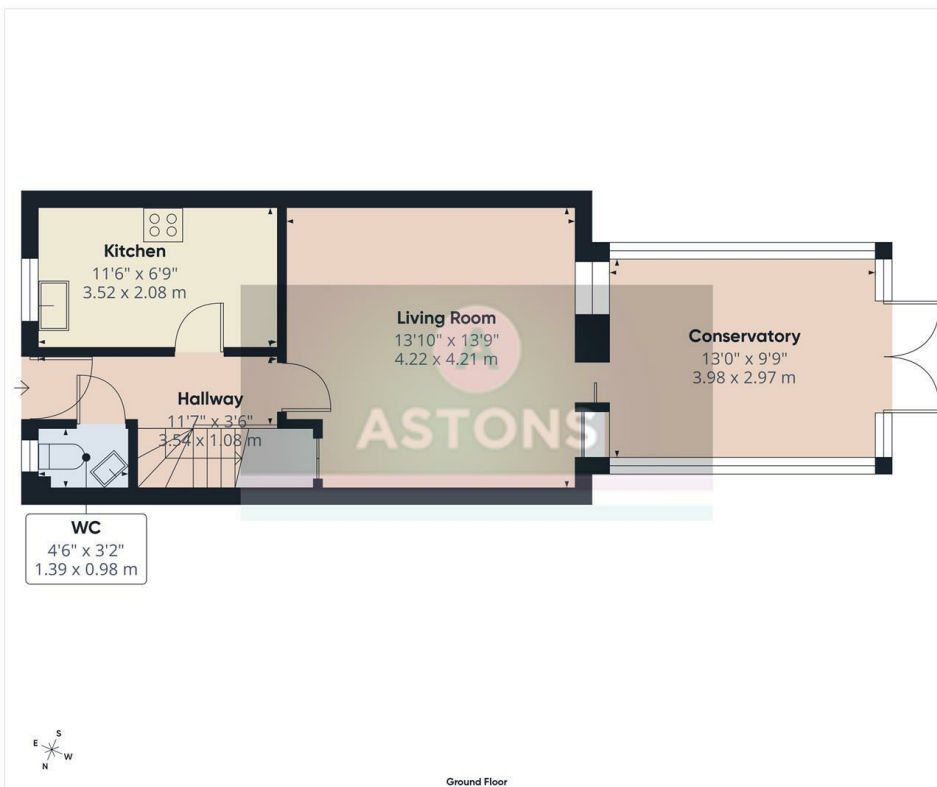 Kitchen
11'6" x 6'9"
3.52 x 2.08 m
Living Room
13'10" x 13'9"
4.22 x 4.21 m
Conservatory
13'0" x 9'9"
3.98 x 2.97 m
Hallway
11'7" x 3'6"
3.54 x 1.08 m
A
ASTONS
WC
4'6" x 3'2"
1.39 x 0.98 m
S
E
W
N
Ground Floor